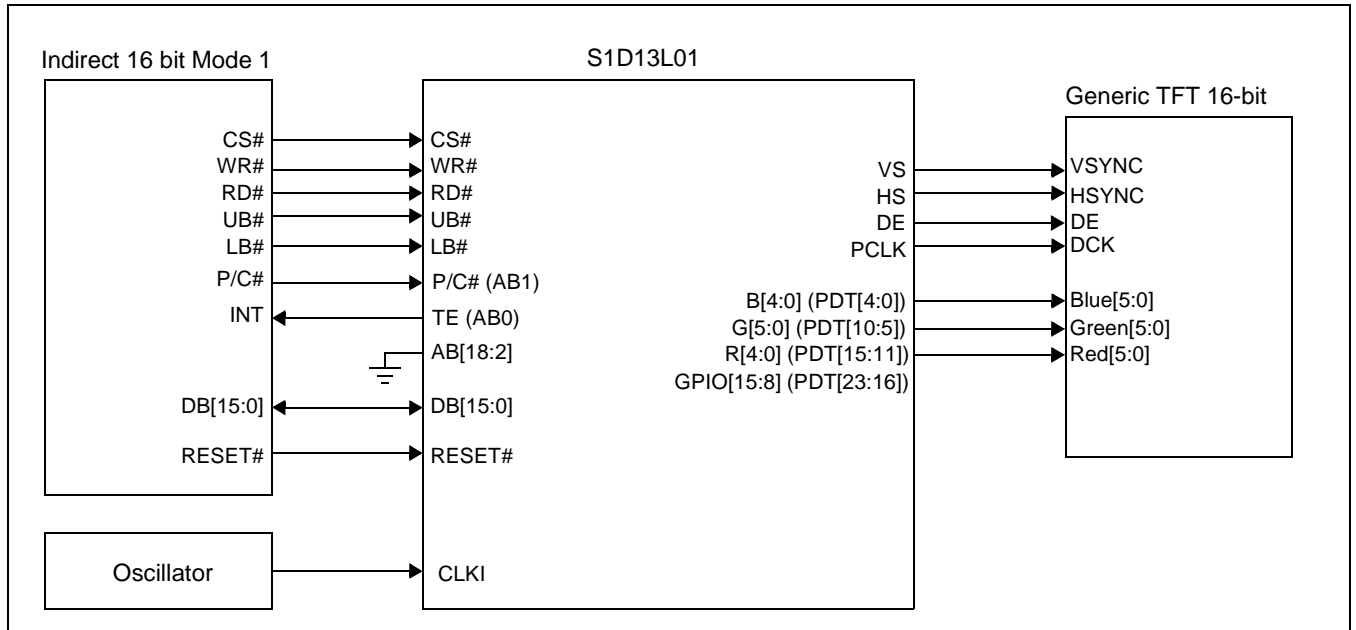 Indirect 16 bit Mode 1
CS#
WR#
RD#
UB#
LB#
P/C#
INT
DB[15:0]
RESET#
Oscillator
S1D13L01
CS#
WR#
RD#
UB#
LB#
P/C# (AB1)
TE (AB0)
AB[18:2]
DB[15:0]
RESET#
CLKI
VS
HS
DE
PCLK
B[4:0] (PDT[4:0])
G[5:0] (PDT[10:5])
R[4:0] (PDT[15:11])
GPIO[15:8] (PDT[23:16])
Generic TFT 16-bit
VSYNC
HSYNC
DE
DCK
Blue[5:0]
Green[5:0]
Red[5:0]